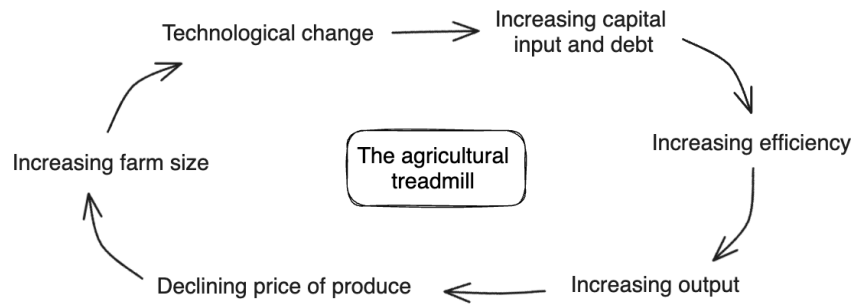 Technological change
Increasing capital
input and debt
Increasing efficiency
Increasing output
Declining price of produce
Increasing farm size
The agricultural
treadmill